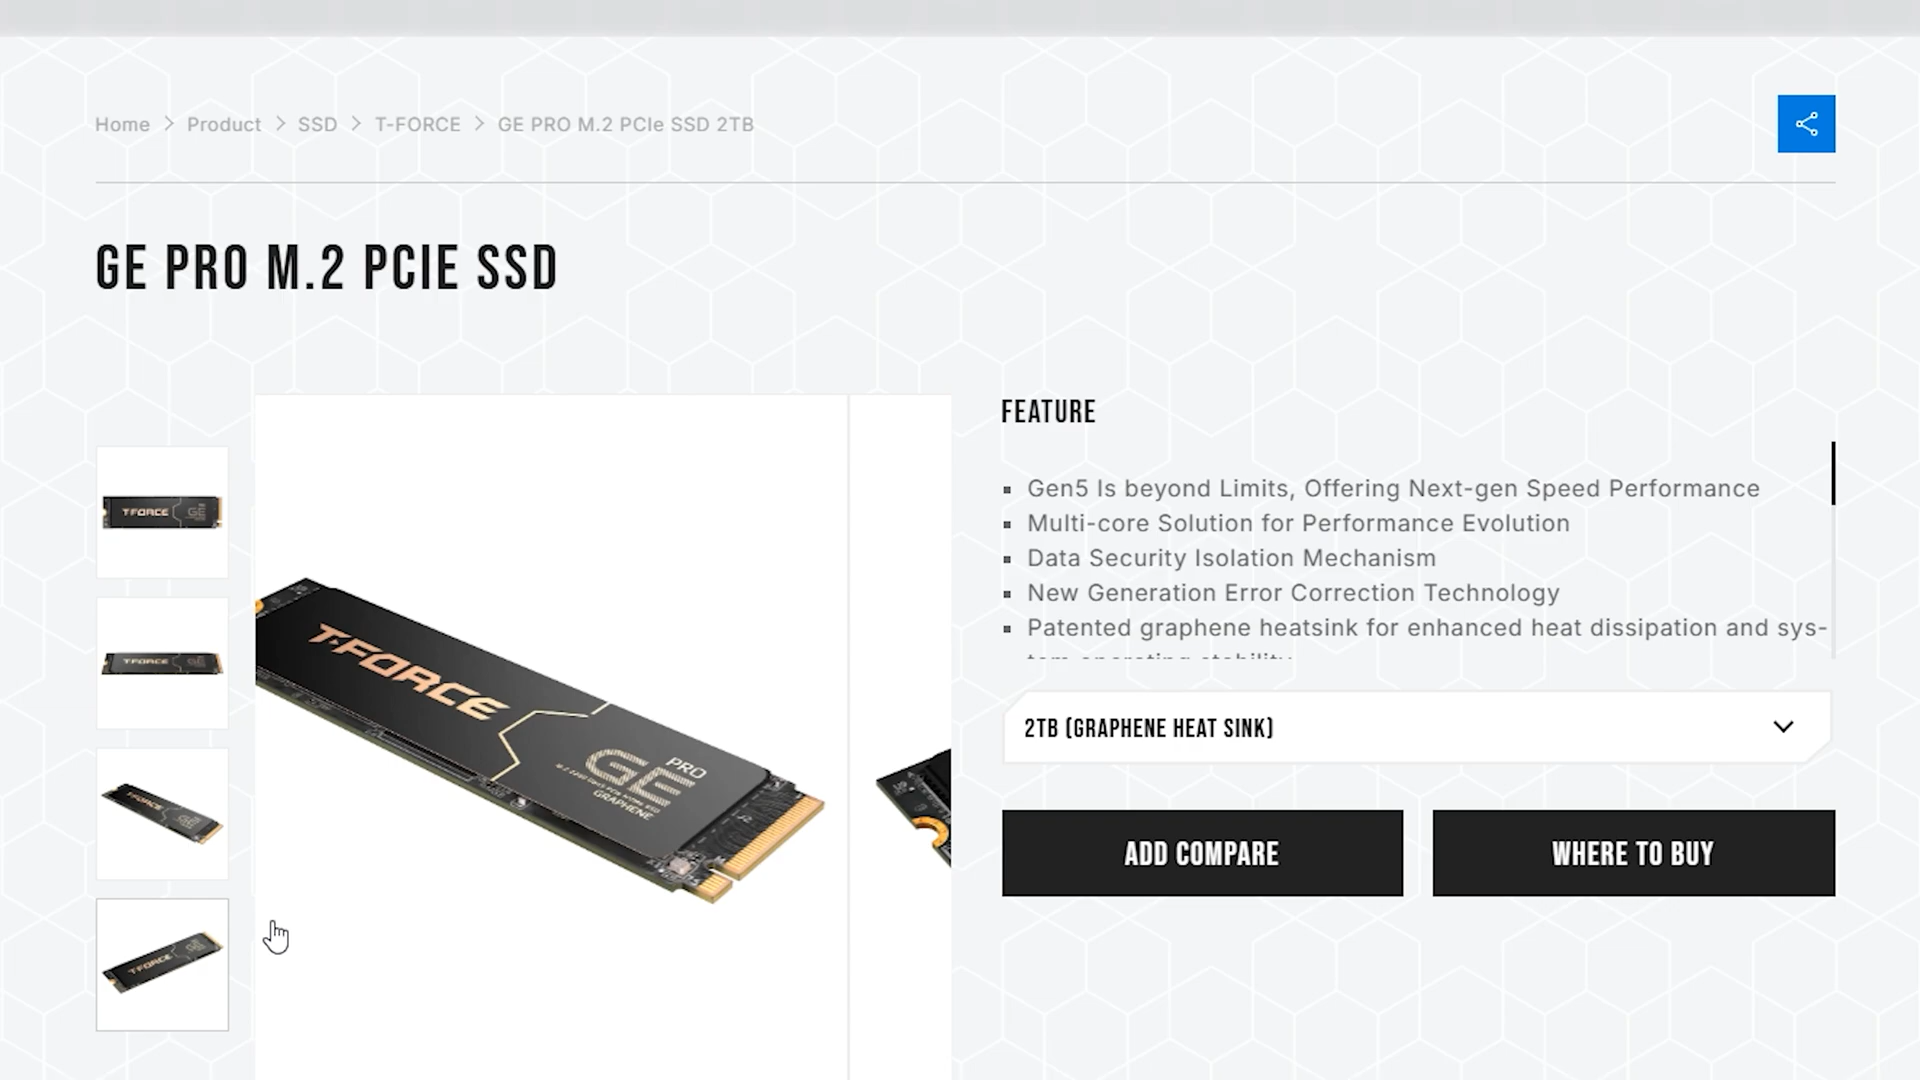 Home > Product > SSD > T-FORCE > GE PRO M.2 PCIe SSD 2TB
GE PRO M.2 PCIE SSD
T-FORCE
GE PRO
GRAPHENE
FEATURE
Gen5 Is beyond Limits, Offering Next-gen Speed Performance
Multi-core Solution for Performance Evolution
Data Security Isolation Mechanism
New Generation Error Correction Technology
Patented graphene heatsink for enhanced heat dissipation and sys-
tem operating stability
2TB (GRAPHENE HEAT SINK)
ADD COMPARE
WHERE TO BUY